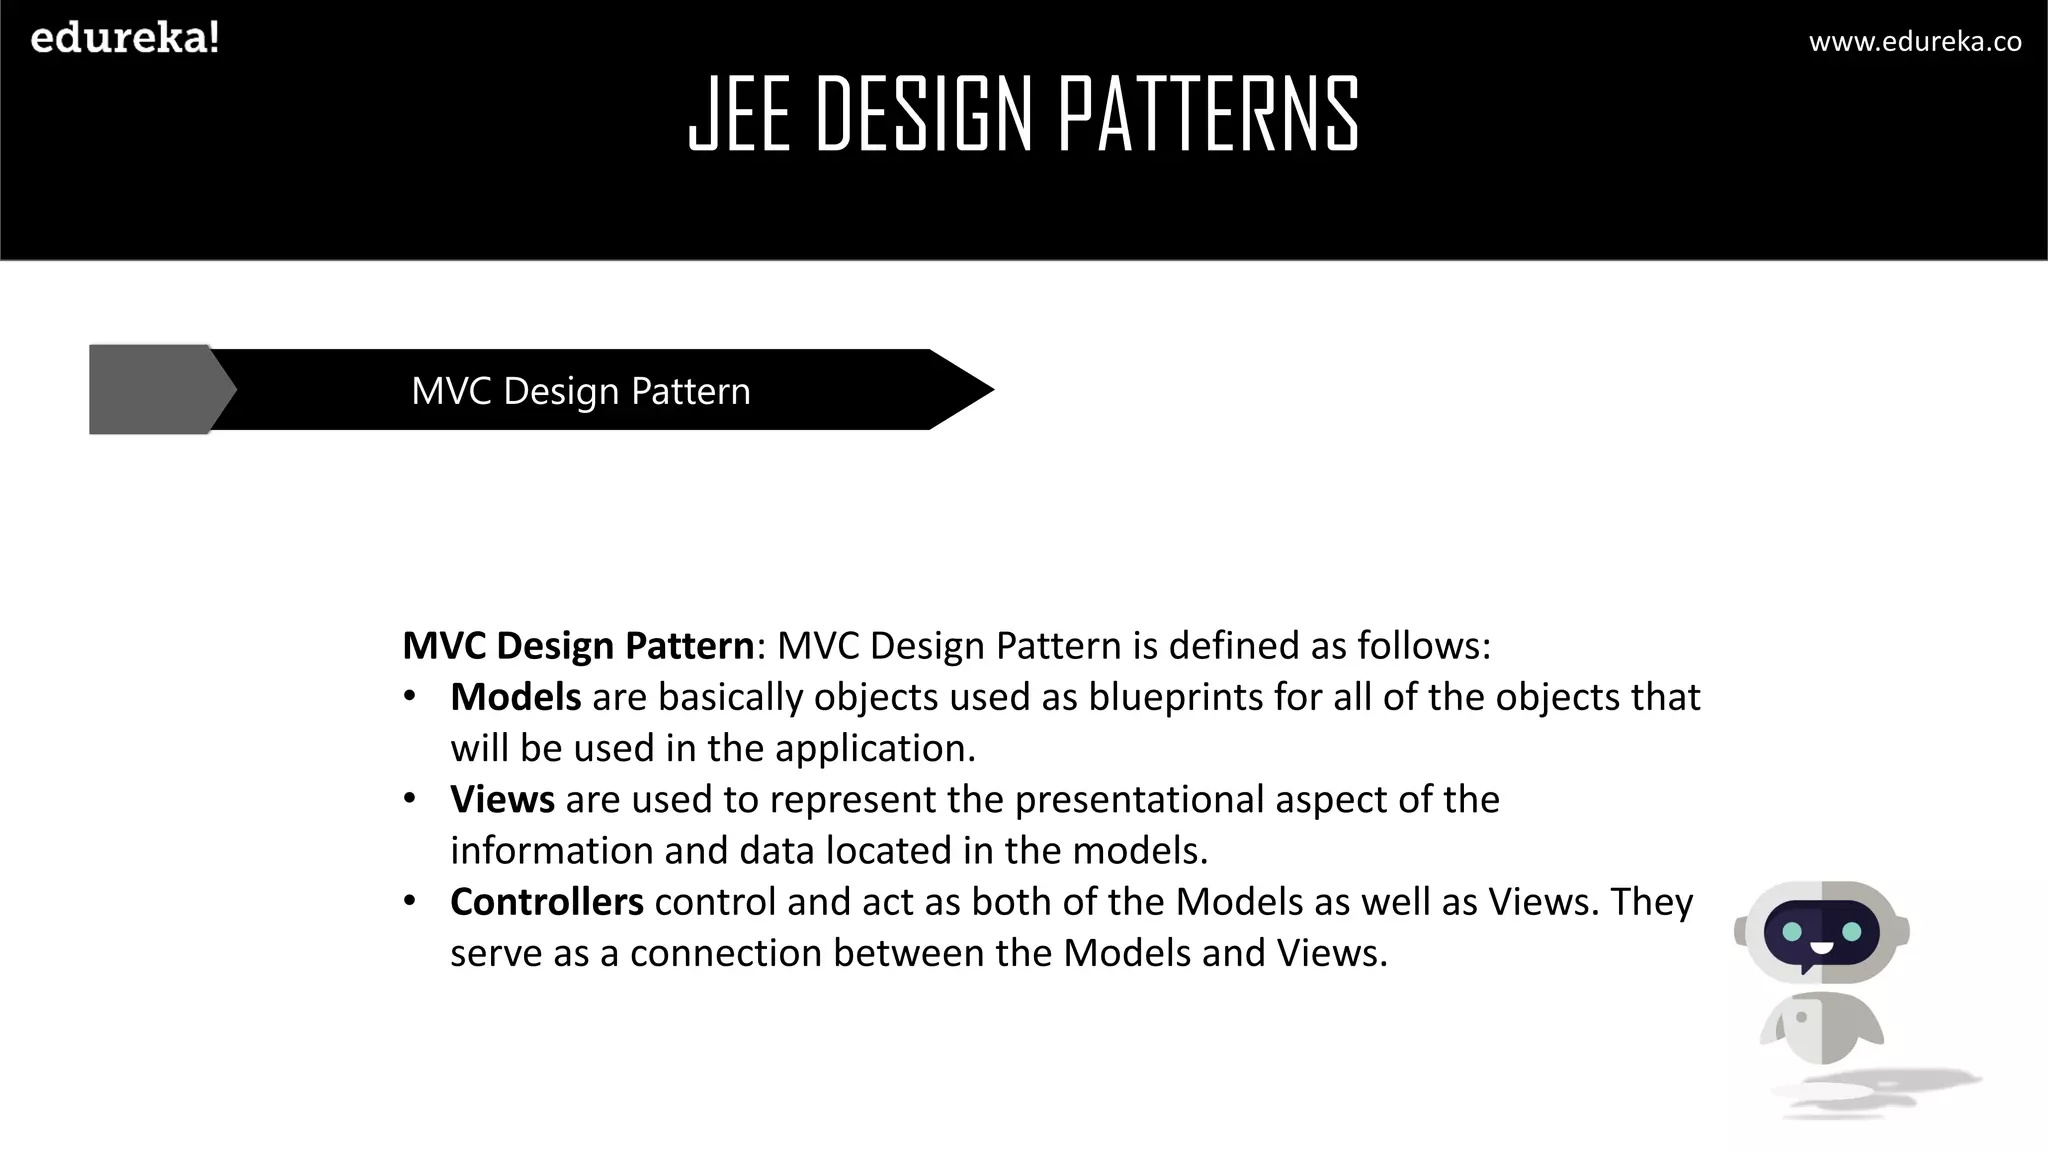 edureka!
www.edureka.co
JEE DESIGN PATTERNS
MVC Design Pattern
MVC Design Pattern: MVC Design Pattern is defined as follows:
• Models are basically objects used as blueprints for all of the objects that
will be used in the application.
• Views are used to represent the presentational aspect of the
information and data located in the models.
• Controllers control and act as both of the Models as well as Views. They
serve as a connection between the Models and Views.